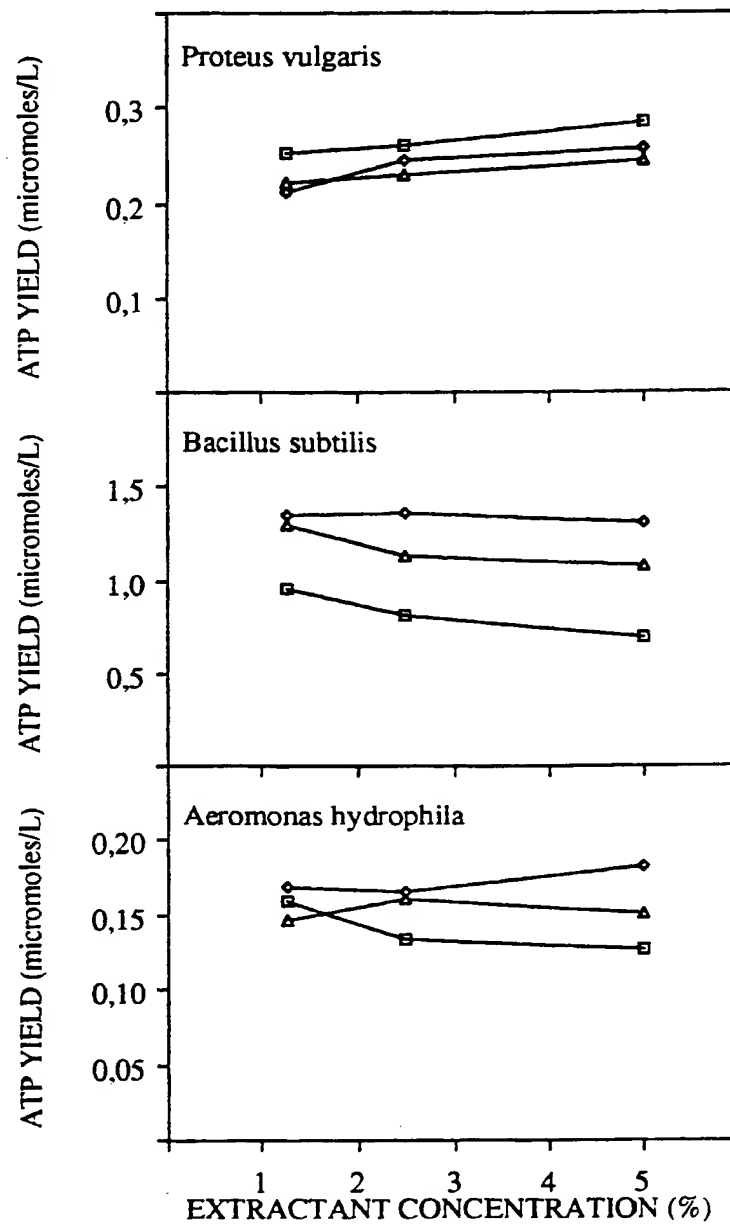 Proteus vulgaris
0,3
0,2
0,1
ATP YIELD (micromoles/L)
Bacillus subtilis
1,5
1,0
0,5
ATP YIELD (micromoles/L)
Aeromonas hydrophila
0,20
0,15
0,10
0,05
ATP YIELD (micromoles/L)
1 2 3 4 5
EXTRACTANT CONCENTRATION (%)